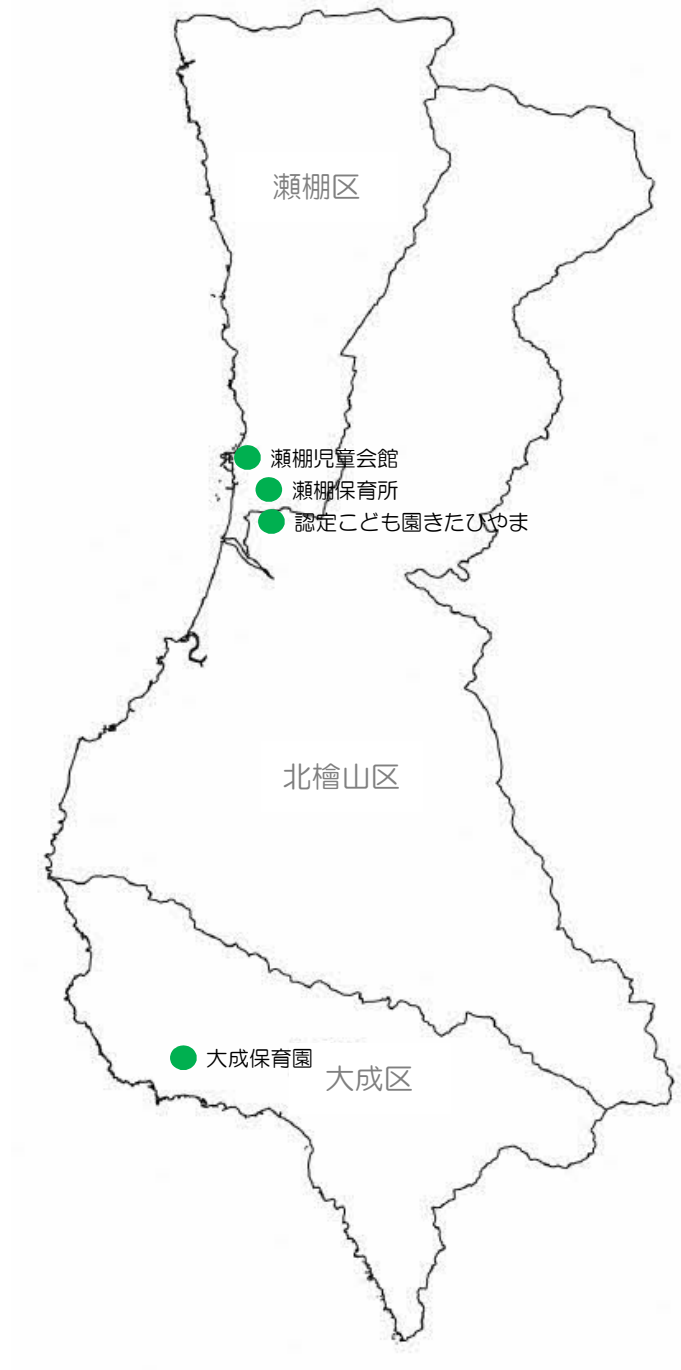 瀬棚区
瀬棚児童会館
瀬棚保育所
認定こども園きたひやま
北檜山区
大成保育園
大成区